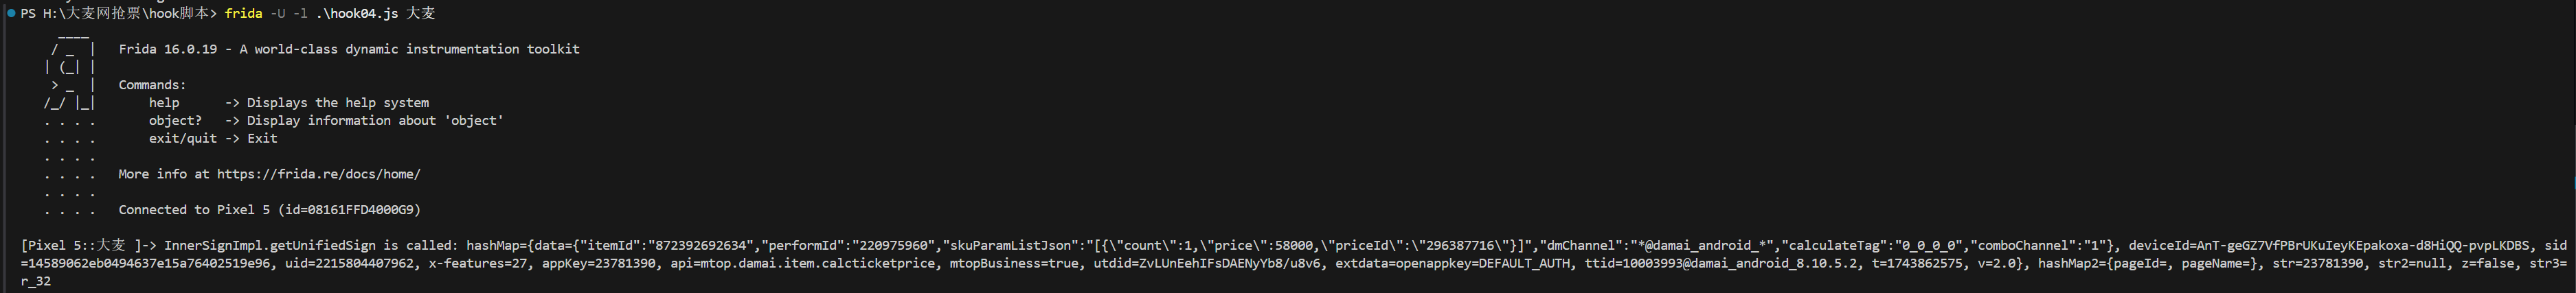 PS H:\大麦网抢票\hook脚本> frida -U -l .\hook04.js 大麦
     ____
    / _  |   Frida 16.0.19 - A world-class dynamic instrumentation toolkit
   | (_| |
    > _  |   Commands:
   /_/ |_|       help      -> Displays the help system
   . . . .       object?   -> Display information about 'object'
   . . . .       exit/quit -> Exit
   . . . .
   . . . .   More info at https://frida.re/docs/home/
   . . . .
   . . . .   Connected to Pixel 5 (id=08161FFD4000G9)
[Pixel 5::大麦 ]-> InnerSignImpl.getUnifiedSign is called: hashMap={data={"itemId":"872392692634","performId":"220975960","skuParamListJson":"[{\"count\":1,\"price\":58000,\"priceId\":\"296387716\"}]","dmChannel":"*@damai_android_*","calculateTag":"0_0_0_0","comboChannel":"1"}, deviceId=AnT-geGZ7VfPBrUKuIeyKEpakoxa-d8HiQQ-pvpLKDBS, sid
=14589062eb0494637e15a76402519e96, uid=2215804407962, x-features=27, appKey=23781390, api=mtop.damai.item.calcticketprice, mtopBusiness=true, utdid=ZvLUnEehIFsDAENyYb8/u8v6, extdata=openappkey=DEFAULT_AUTH, ttid=10003993@damai_android_8.10.5.2, t=1743862575, v=2.0}, hashMap2={pageId=, pageName=}, str=23781390, str2=null, z=false, str3=
r_32